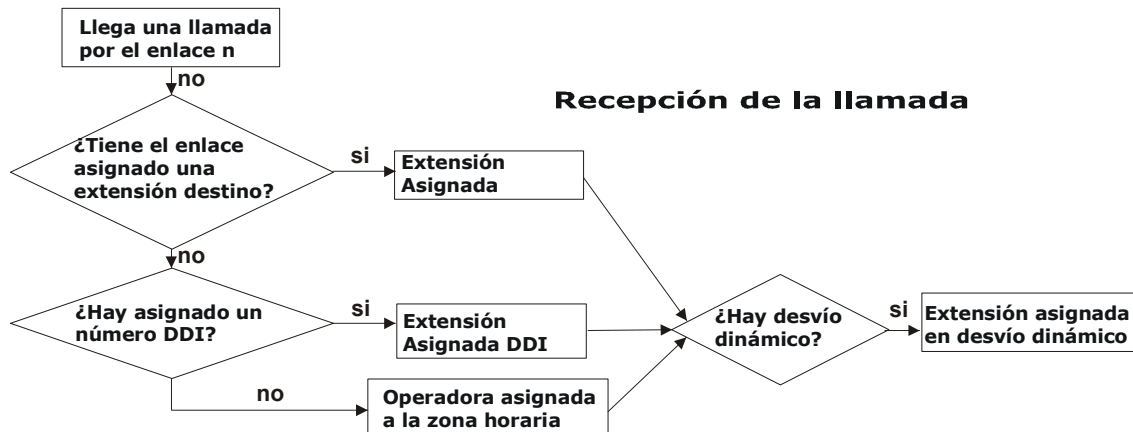 Llega una llamada
por el enlace n
no
Recepción de la llamada
¿Tiene el enlace
asignado una
extensión destino?
si
Extensión
Asignada
no
¿Hay asignado un
número DDI?
si
Extensión
Asignada DDI
¿Hay desvío
dinámico?
si
Extensión asignada
en desvío dinámico
no
Operadora asignada
a la zona horaria